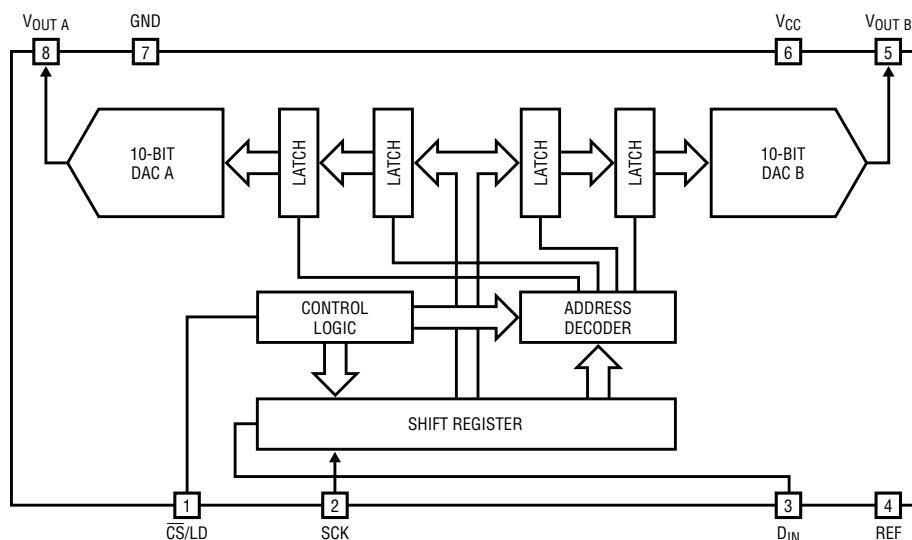 VOUT A GND VCC VOUT B
8 7 6 5
10-BIT
DAC A
LATCH
LATCH
LATCH
LATCH
10-BIT
DAC B
CONTROL
LOGIC
ADDRESS
DECODER
SHIFT REGISTER
1 2 3 4
C̅S̅/LD SCK DIN REF